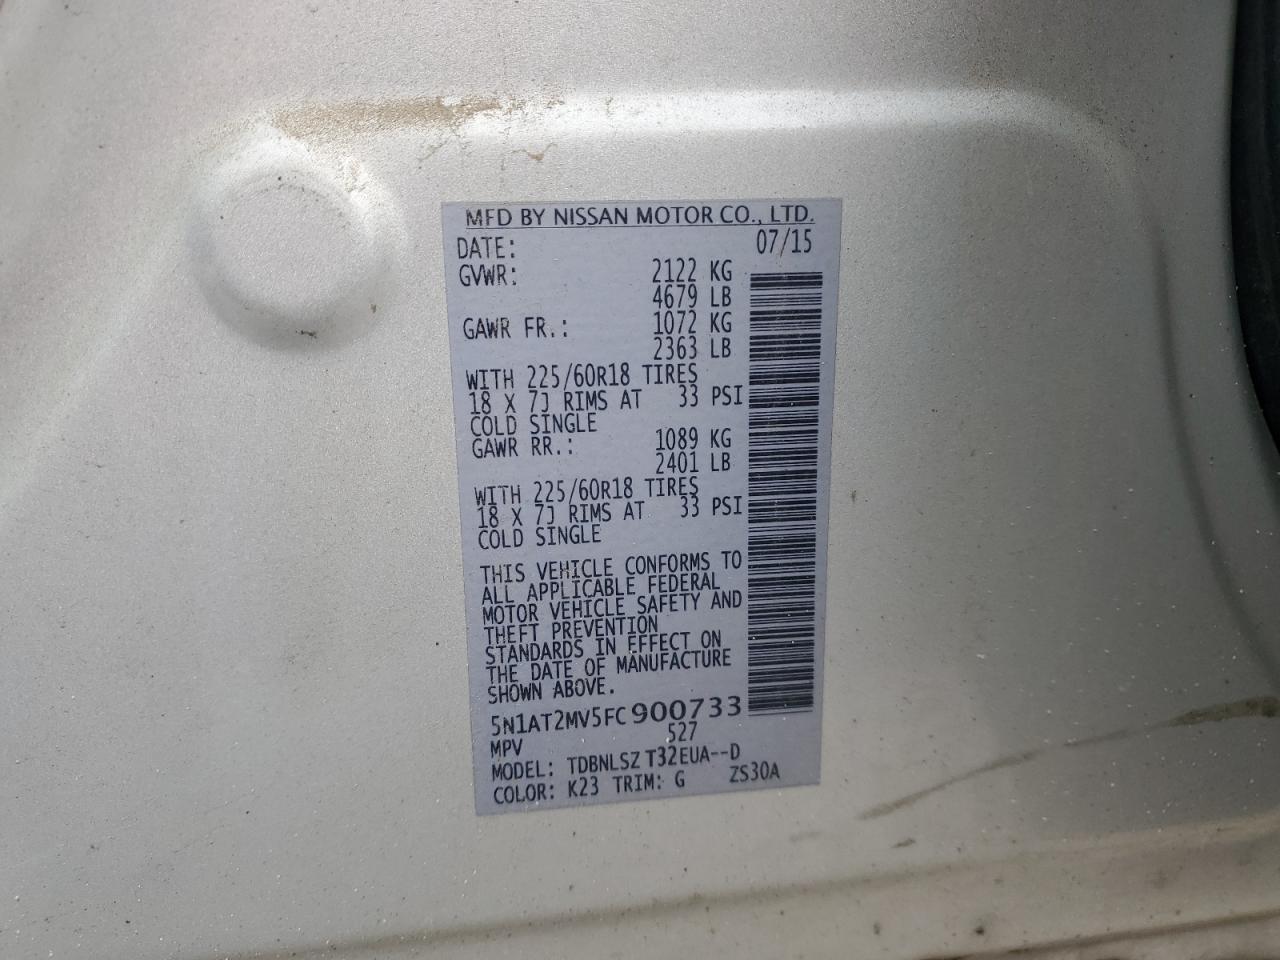 MFD BY NISSAN MOTOR CO., LTD.
DATE: 07/15
GVWR: 2122 KG
4679 LB
GAWR FR.: 1072 KG
2363 LB
WITH 225/60R18 TIRES
18 X 7J RIMS AT 33 PSI
COLD SINGLE
GAWR RR.: 1089 KG
2401 LB
WITH 225/60R18 TIRES
18 X 7J RIMS AT 33 PSI
COLD SINGLE
THIS VEHICLE CONFORMS TO
ALL APPLICABLE FEDERAL
MOTOR VEHICLE SAFETY AND
THEFT PREVENTION
STANDARDS IN EFFECT ON
THE DATE OF MANUFACTURE
SHOWN ABOVE.
5N1AT2MV5FC900733
MPV 527
MODEL: TDBNLSZ T32EUA--D
COLOR: K23 TRIM: G ZS30A